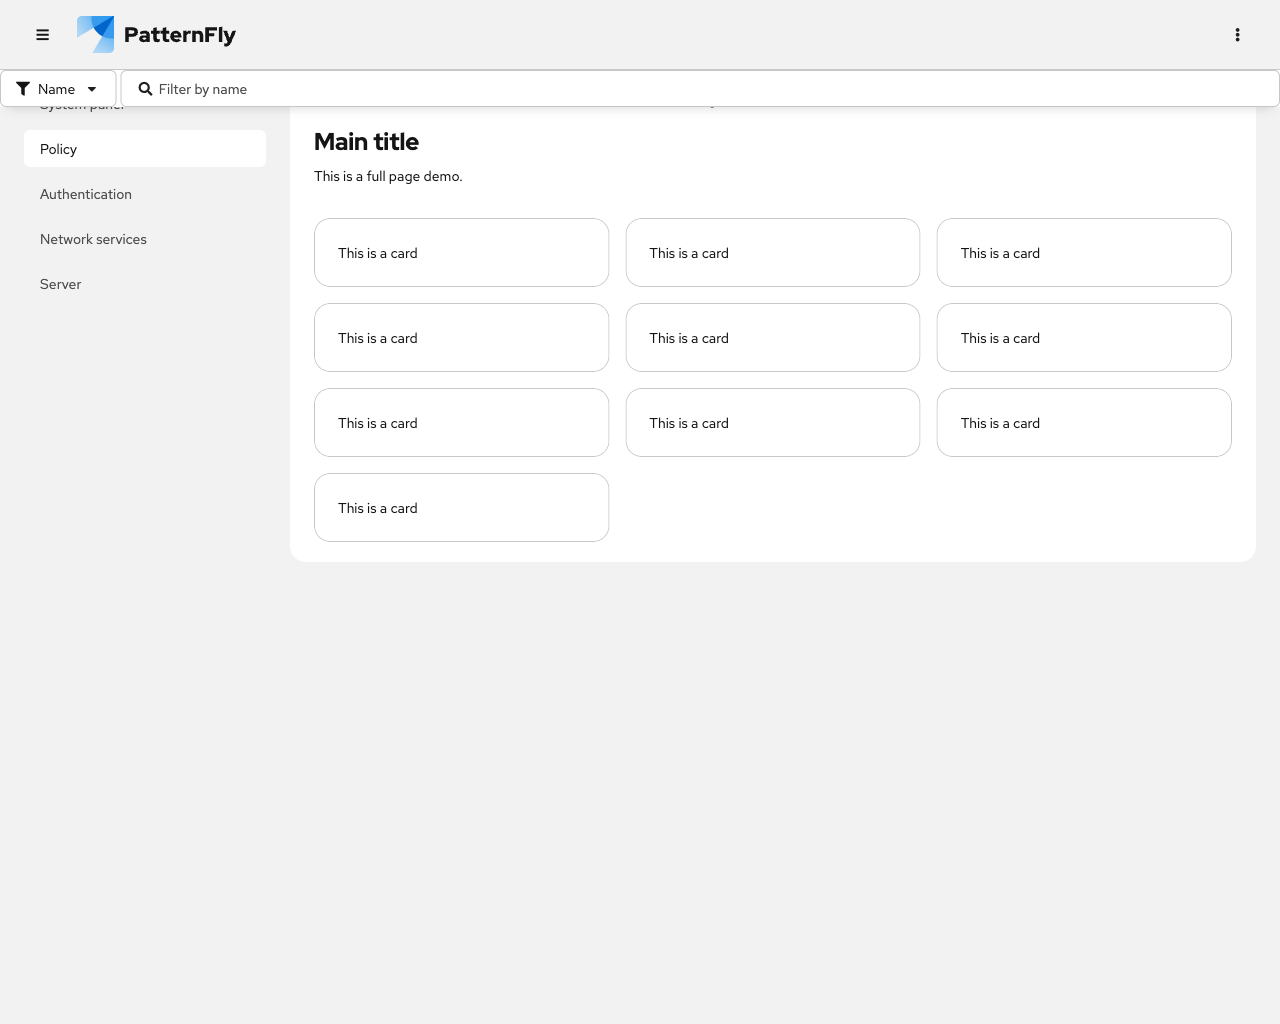 PatternFly
Name
Filter by name
System panel
Policy
Authentication
Network services
Server
Main title
This is a full page demo.
This is a card
This is a card
This is a card
This is a card
This is a card
This is a card
This is a card
This is a card
This is a card
This is a card